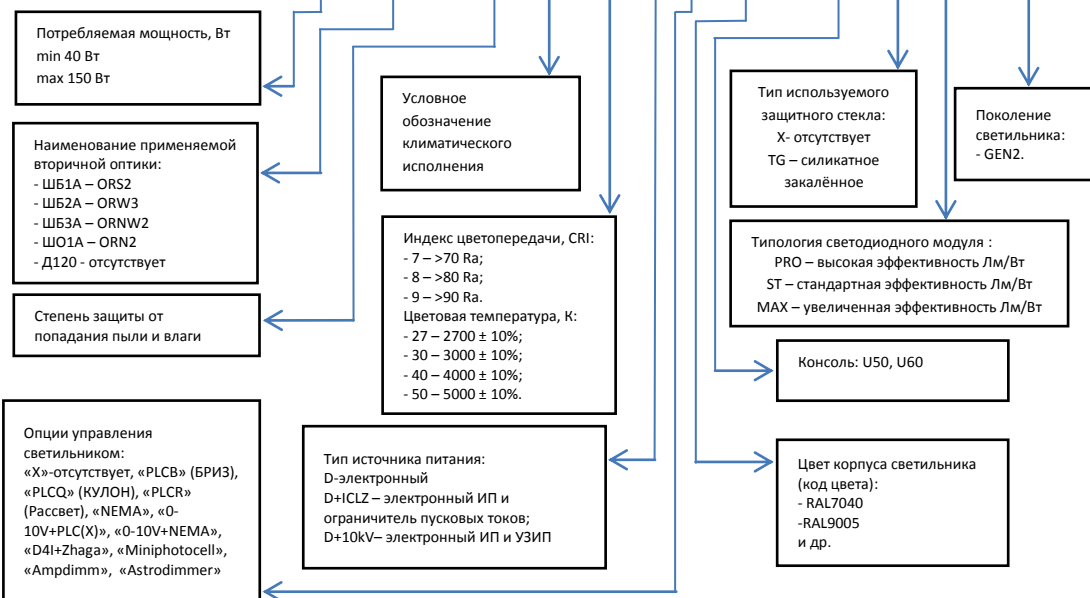 Потребляемая мощность, Вт
min 40 Вт
max 150 Вт
Наименование применяемой
вторичной оптики:
- ШБ1А – ORS2
- ШБ2А – ORW3
- ШБ3А – ORNW2
- ШО1А – ORN2
- Д120 - отсутствует
Степень защиты от
попадания пыли и влаги
Опции управления
светильником:
«X»-отсутствует, «PLCB» (БРИЗ),
«PLCQ» (КУЛОН), «PLCR»
(Рассвет), «NEMA», «0-
10V+PLC(X)», «0-10V+NEMA»,
«D4I+Zhaga», «Miniphotocell»,
«Ampdimm», «Astrodimmer»
Условное
обозначение
климатического
исполнения
Индекс цветопередачи, CRI:
- 7 – >70 Ra;
- 8 – >80 Ra;
- 9 – >90 Ra.
Цветовая температура, К:
- 27 – 2700 ± 10%;
- 30 – 3000 ± 10%;
- 40 – 4000 ± 10%;
- 50 – 5000 ± 10%.
Тип источника питания:
D-электронный
D+ICLZ – электронный ИП и
ограничитель пусковых токов;
D+10kV– электронный ИП и УЗИП
Тип используемого
защитного стекла:
X- отсутствует
TG – силикатное
закалённое
Поколение
светильника:
- GEN2.
Типология светодиодного модуля :
PRO – высокая эффективность Лм/Вт
ST – стандартная эффективность Лм/Вт
MAX – увеличенная эффективность Лм/Вт
Консоль: U50, U60
Цвет корпуса светильника
(код цвета):
- RAL7040
-RAL9005
и др.